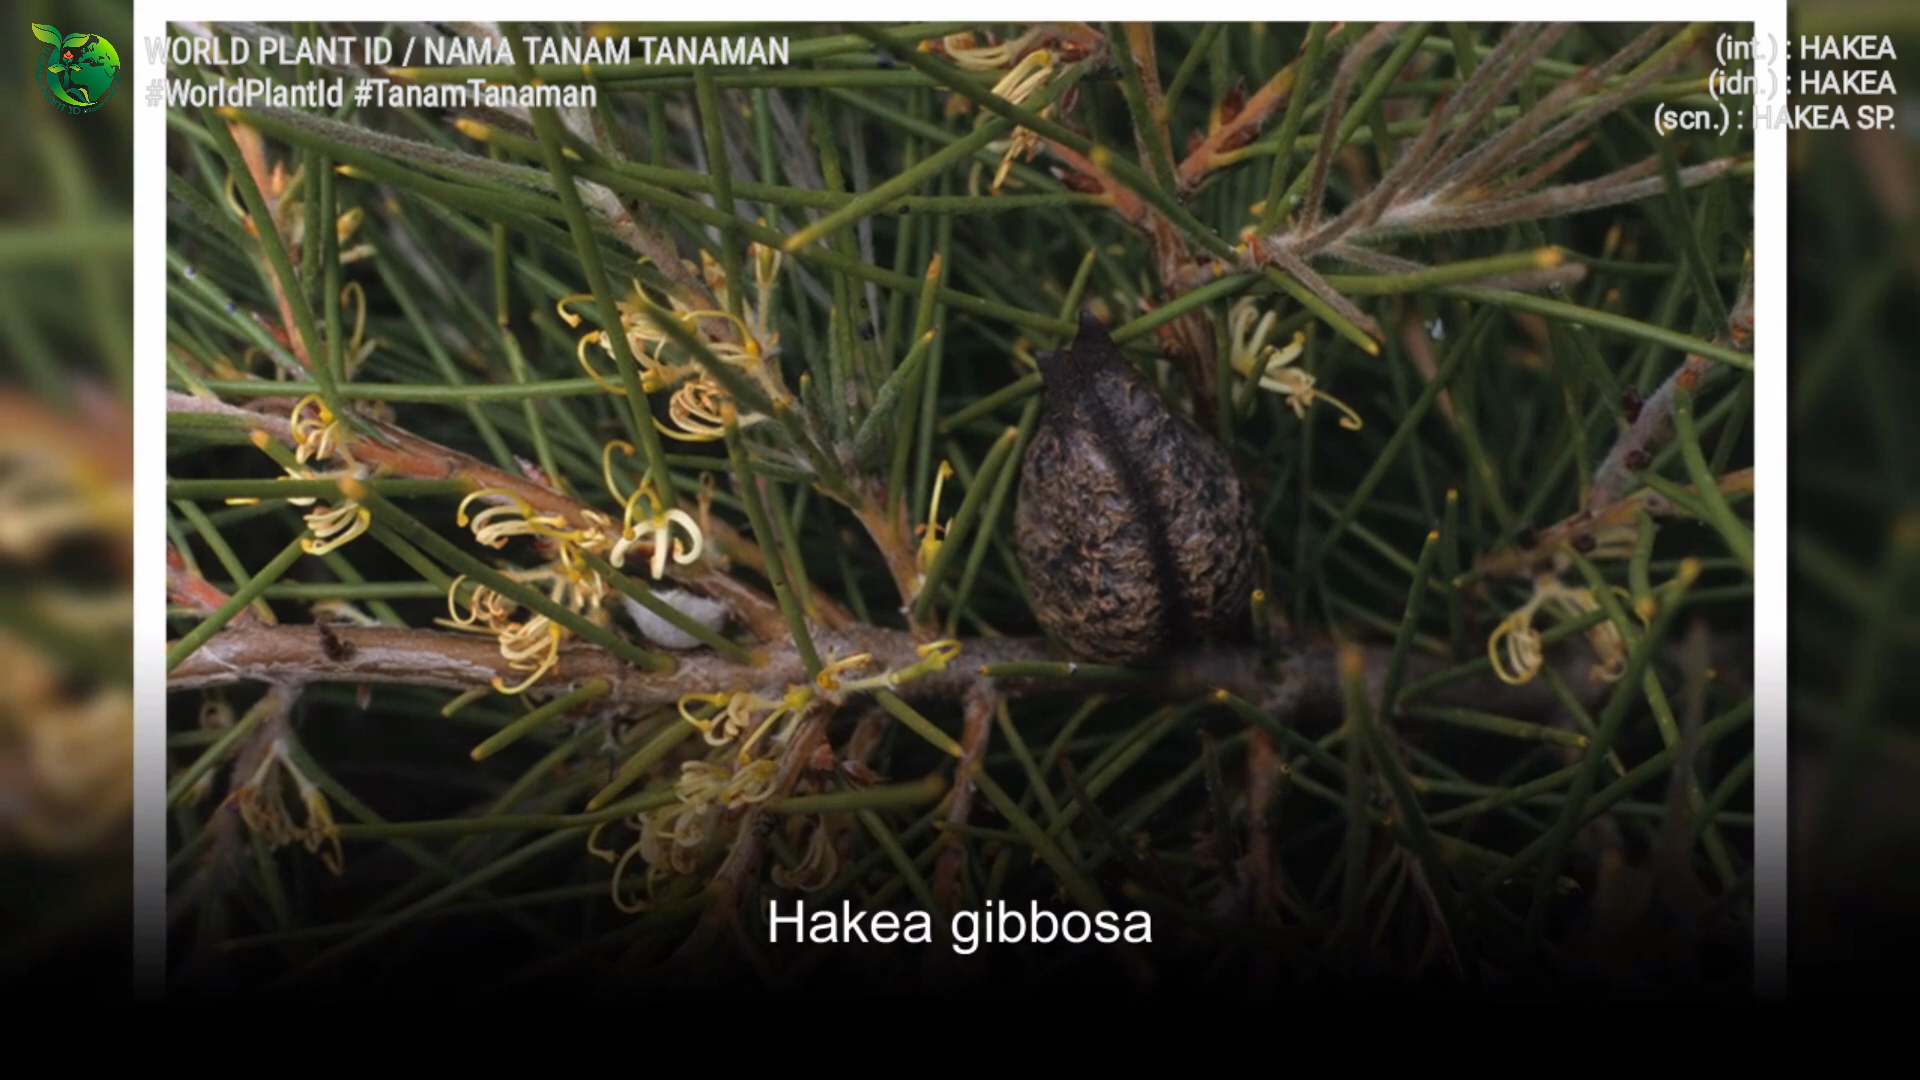 WORLD PLANT ID / NAMA TANAM TANAMAN
#WorldPlantId #TanamTanaman
(int.) : HAKEA
(idn.) : HAKEA
(scn.) : HAKEA SP.
Hakea gibbosa